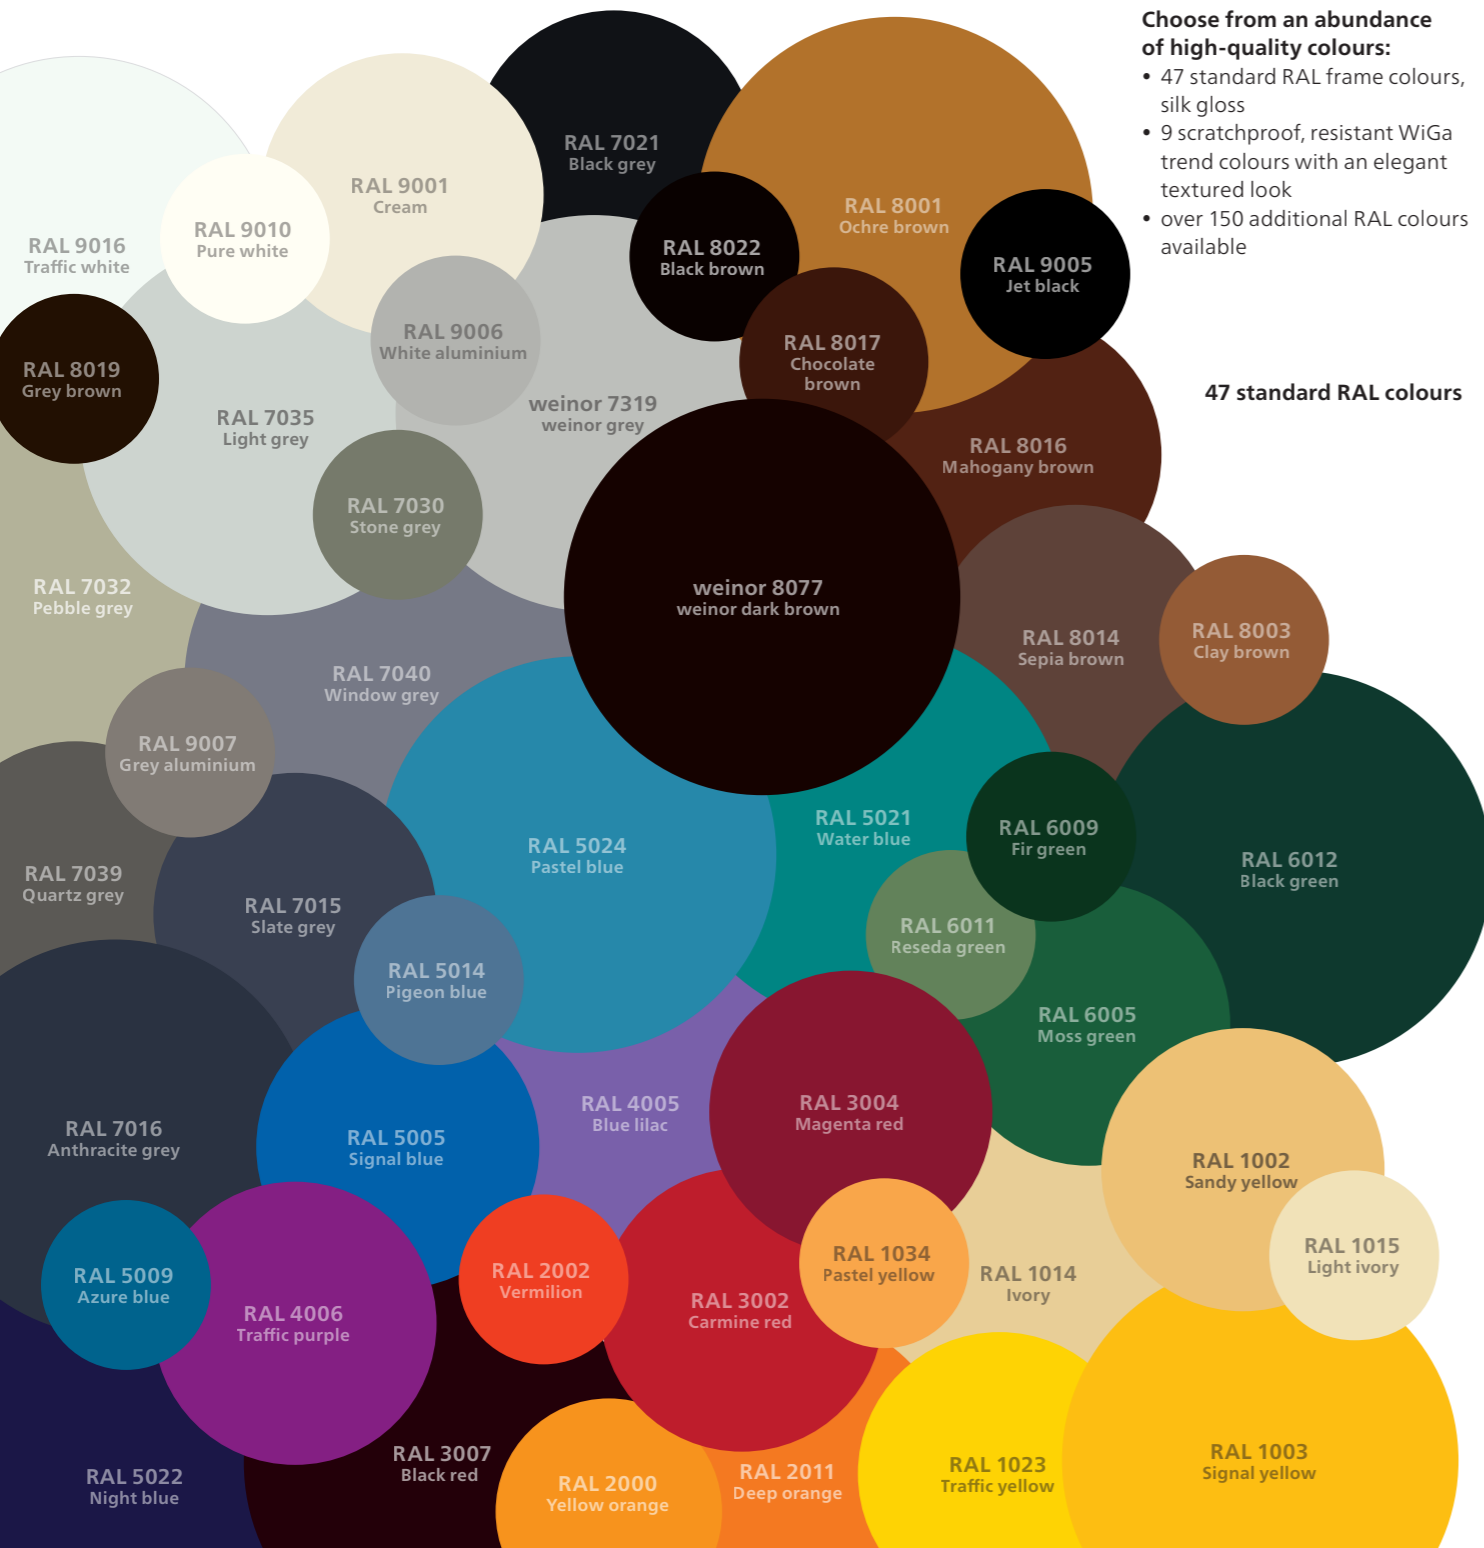 Choose from an abundance
of high-quality colours:
• 47 standard RAL frame colours,
silk gloss
• 9 scratchproof, resistant WiGa
trend colours with an elegant
textured look
• over 150 additional RAL colours
available
47 standard RAL colours
RAL 7021
Black grey
RAL 9001
Cream
RAL 8001
Ochre brown
RAL 9010
Pure white
RAL 9016
Traffic white
RAL 8022
Black brown
RAL 9005
Jet black
RAL 9006
White aluminium
RAL 8017
Chocolate
brown
RAL 8019
Grey brown
RAL 7035
Light grey
weinor 7319
weinor grey
RAL 8016
Mahogany brown
RAL 7030
Stone grey
RAL 7032
Pebble grey
weinor 8077
weinor dark brown
RAL 8014
Sepia brown
RAL 8003
Clay brown
RAL 7040
Window grey
RAL 9007
Grey aluminium
RAL 5024
Pastel blue
RAL 5021
Water blue
RAL 6009
Fir green
RAL 6012
Black green
RAL 7039
Quartz grey
RAL 7015
Slate grey
RAL 6011
Reseda green
RAL 5014
Pigeon blue
RAL 6005
Moss green
RAL 7016
Anthracite grey
RAL 5005
Signal blue
RAL 4005
Blue lilac
RAL 3004
Magenta red
RAL 1002
Sandy yellow
RAL 1015
Light ivory
RAL 5009
Azure blue
RAL 4006
Traffic purple
RAL 2002
Vermilion
RAL 3002
Carmine red
RAL 1034
Pastel yellow
RAL 1014
Ivory
RAL 5022
Night blue
RAL 3007
Black red
RAL 2000
Yellow orange
RAL 2011
Deep orange
RAL 1023
Traffic yellow
RAL 1003
Signal yellow